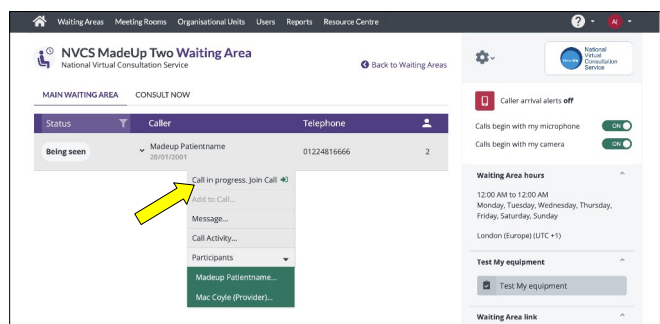 Waiting Areas Meeting Rooms Organisational Units Users Reports Resource Centre ? A(
NVCS MadeUp Two Waiting Area
National Virtual Consultation Service
Back to Waiting Areas
National
Virtual
Consultation
Service
MAIN WAITING AREA CONSULT NOW
Status Caller Telephone
Being seen Madeup Patientname 01224816666 2
20/01/2001
Call in progress. Join Call
Add to Call...
Message...
Call Activity...
Participants
Madeup Patientname...
Mac Coyle (Provider)...
Caller arrival alerts off
Calls begin with my microphone ON
Calls begin with my camera ON
Waiting Area hours
12:00 AM to 12:00 AM
Monday, Tuesday, Wednesday, Thursday,
Friday, Saturday, Sunday
London (Europe) (UTC +1)
Test My equipment
Test My equipment
Waiting Area link